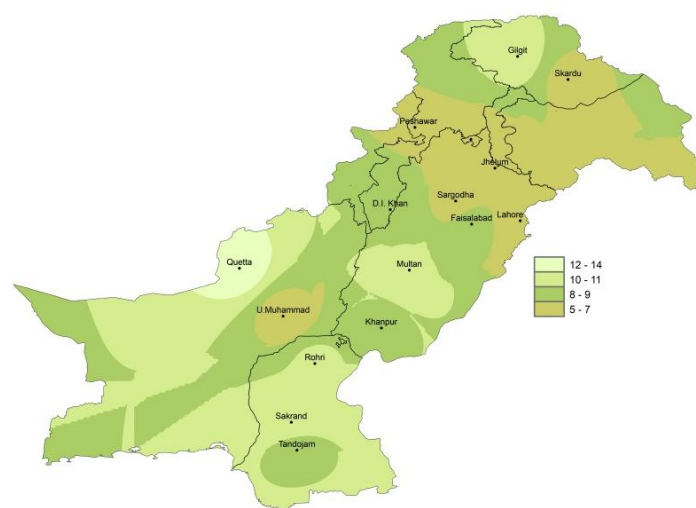 Gilgit
Skardu
Peshawar
Jhelum
Sargodha
D.I. Khan
Faisalabad
Lahore
Quetta
Multan
12 - 14
10 - 11
8 - 9
5 - 7
U.Muhammad
Khanpur
Rohri
Sakrand
Tandojam